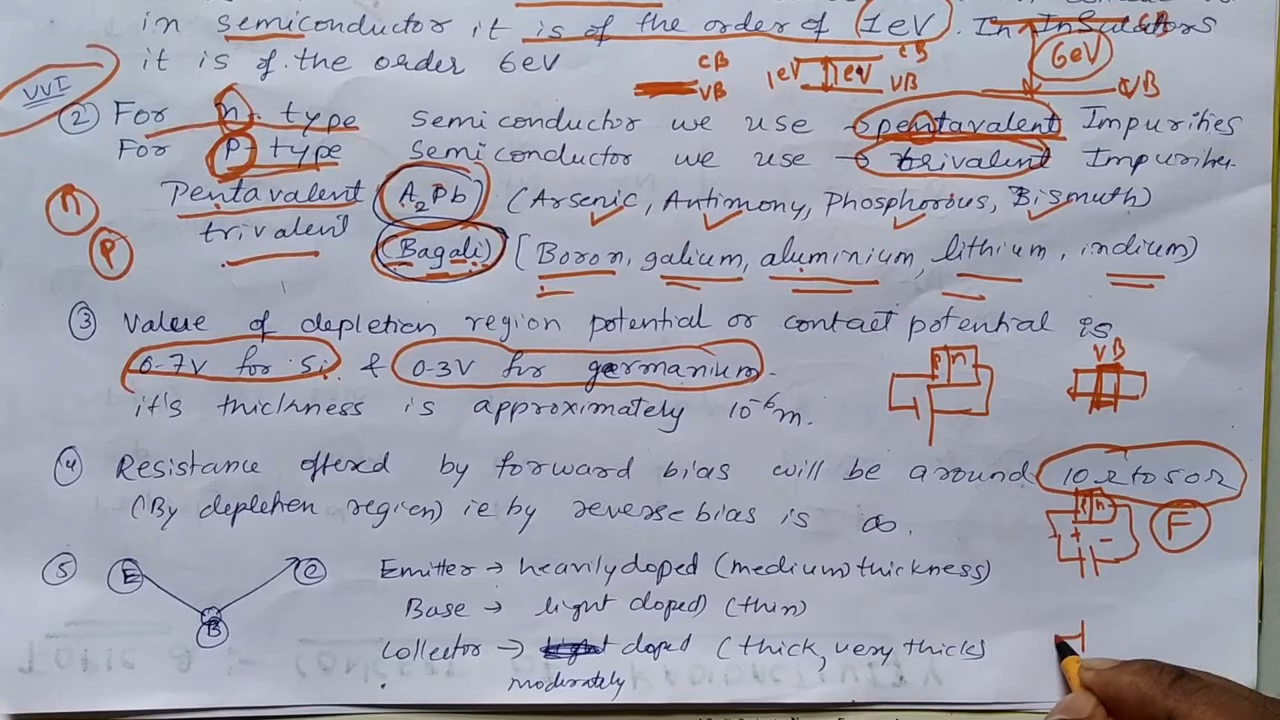 in semiconductor it is of the order of 1eV. In Insulators
it is of the order 6eV
CB
VB
1eV
1eV
CB
VB
6eV
VB
VVI
② For n type semiconductor we use → pentavalent Impurities
For P type semiconductor we use → trivalent Impurities
n Pentavalent A₂Pb (Arsenic, Antimony, Phosphorous, Bismuth)
P trivalent (Bagali) [Boron, galium, aluminium, lithium, indium)
③ Value of depletion region potential or contact potential is
0.7V for Si. & 0.3V for germanium.
it's thickness is approximately 10⁻⁶m.
P n
VB
④ Resistance offered by forward bias will be around 10Ω to 50Ω
(By depletion region) ie by reverse bias is ∞.
P n
+ -
F
⑤ E C B
Emitter → heavily doped (medium thickness)
Base → light doped (thin)
Collector → doped (thick, very thick)
moderately